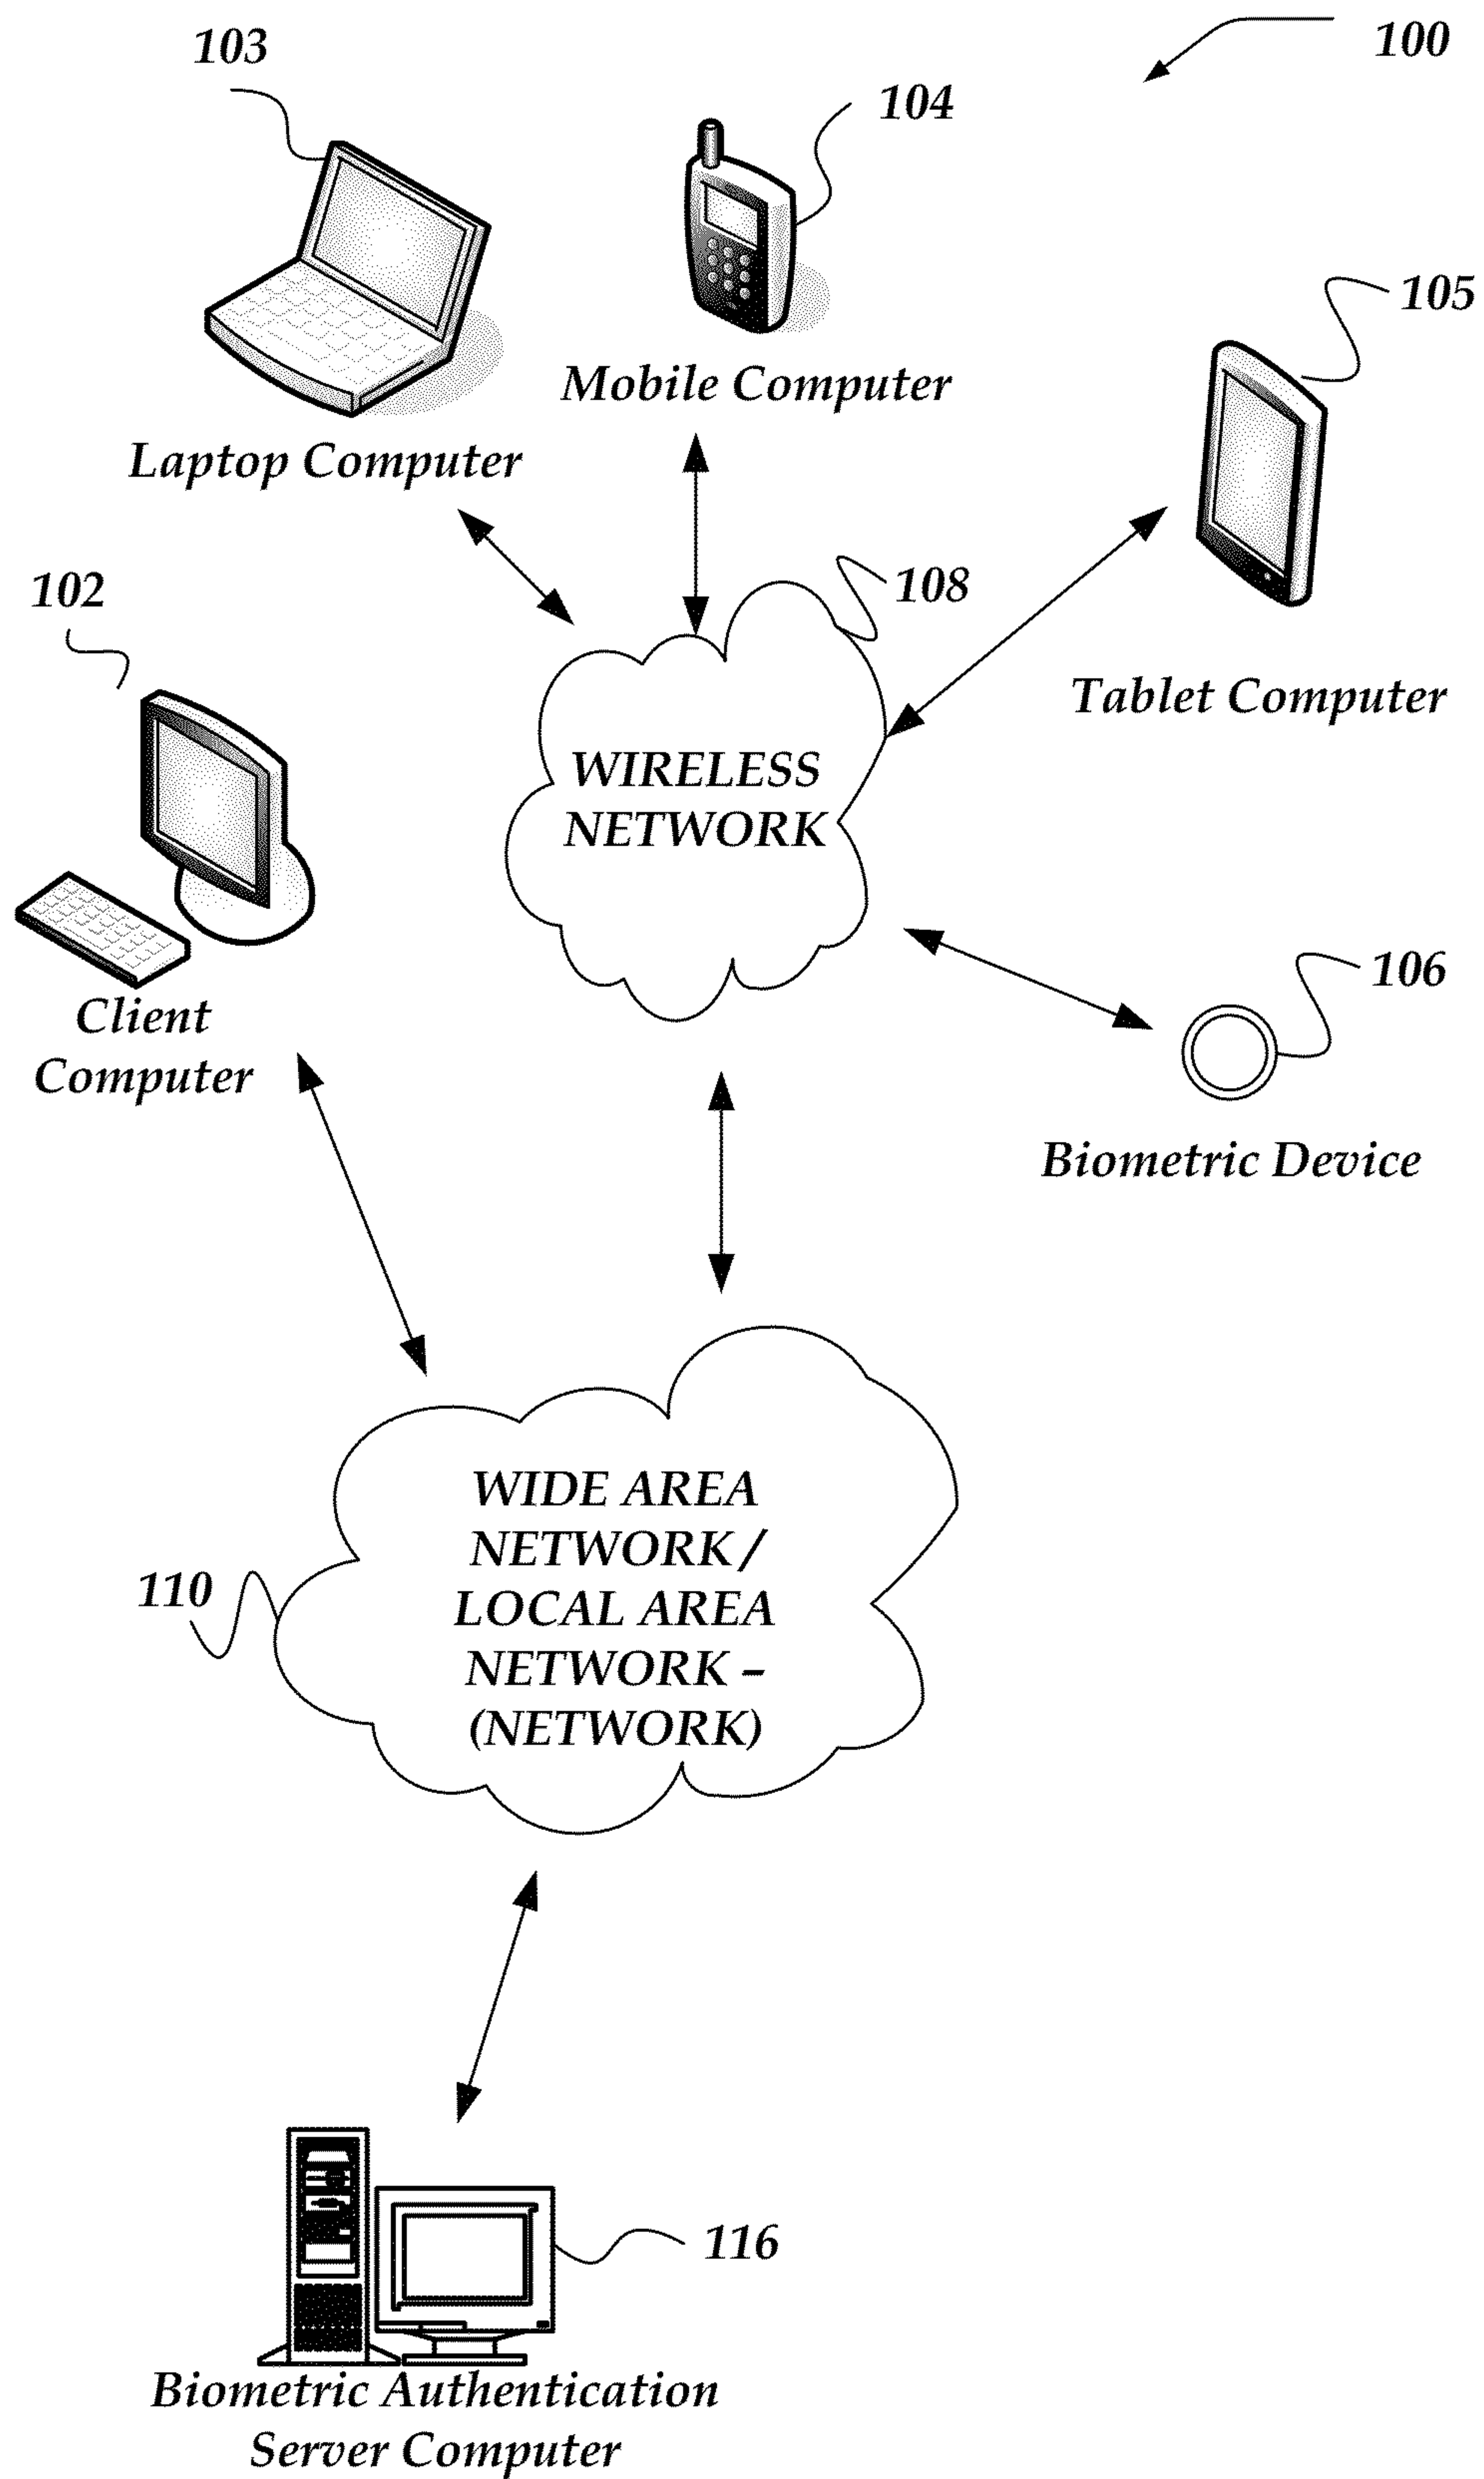 103
100
104
105
Mobile Computer
Laptop Computer
102
108
Tablet Computer
WIRELESS
NETWORK
106
Client
Computer
Biometric Device
WIDE AREA
NETWORK /
LOCAL AREA
NETWORK –
(NETWORK)
110
116
Biometric Authentication
Server Computer